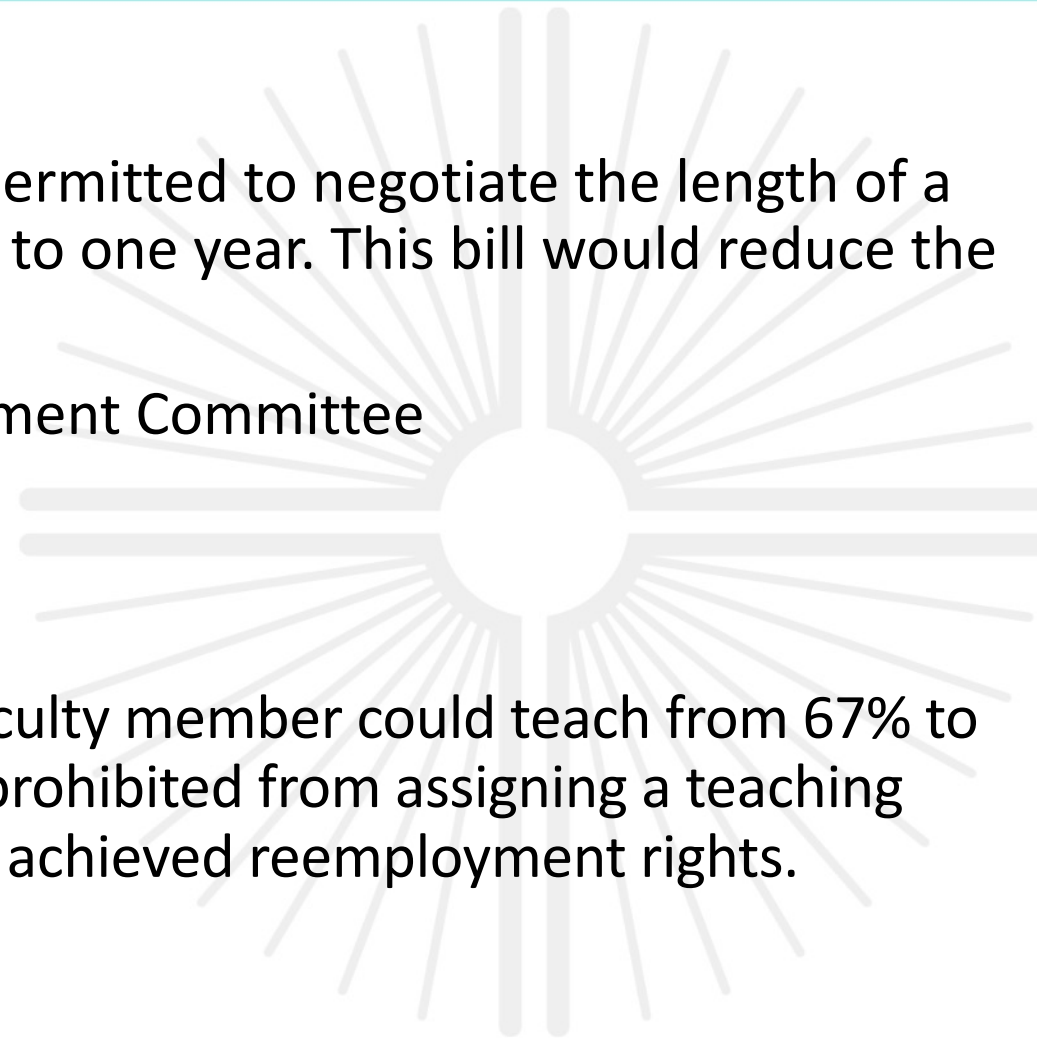 ermitted to negotiate the length of a
to one year. This bill would reduce the
ment Committee
culty member could teach from 67% to
prohibited from assigning a teaching
achieved reemployment rights.